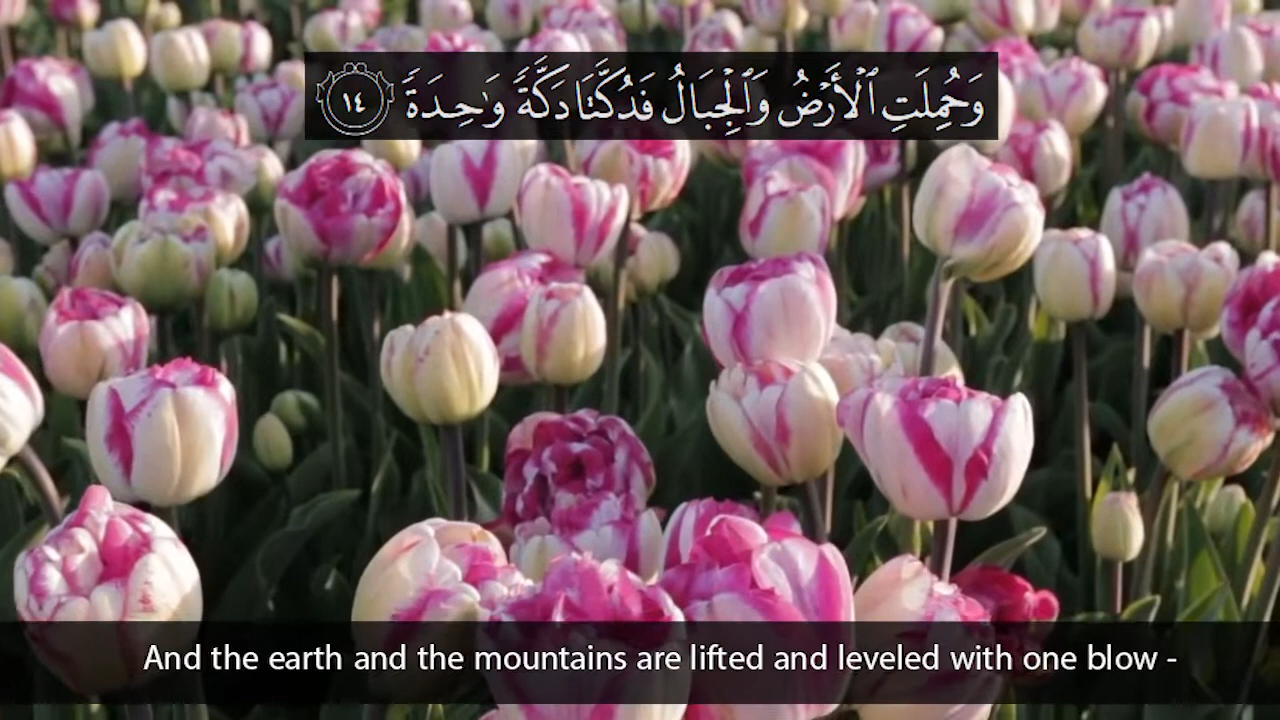 وَحُمِلَتِ ٱلْأَرْضُ وَٱلْجِبَالُ فَدُكَّتَا دَكَّةً وَٰحِدَةً ١٤
And the earth and the mountains are lifted and leveled with one blow -